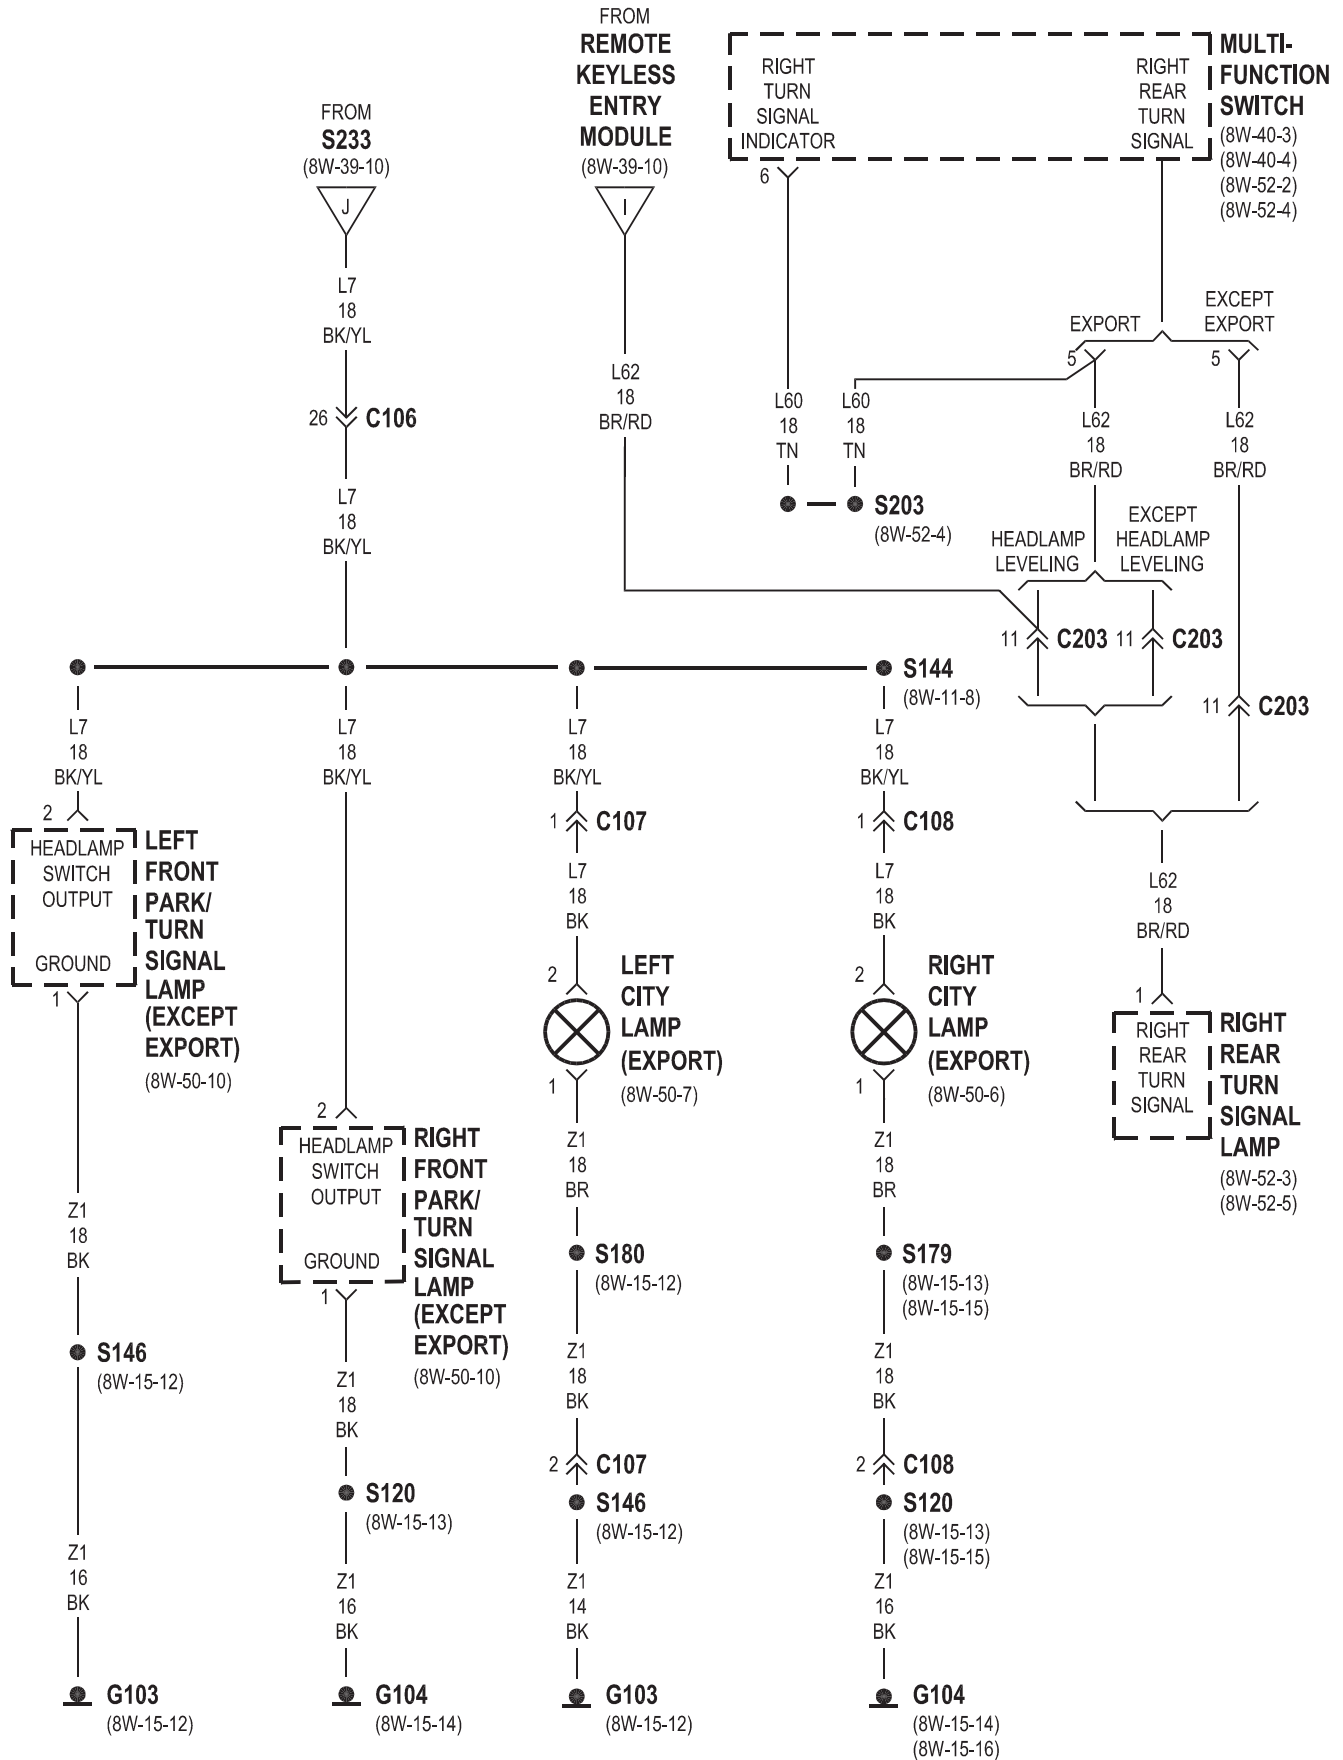 FROM
REMOTE
KEYLESS
ENTRY
MODULE
(8W-39-10)
I
FROM
S233
(8W-39-10)
J
RIGHT
TURN
SIGNAL
INDICATOR
RIGHT
REAR
TURN
SIGNAL
MULTI-
FUNCTION
SWITCH
(8W-40-3)
(8W-40-4)
(8W-52-2)
(8W-52-4)
6
L7
18
BK/YL
26 C106
L7
18
BK/YL
L62
18
BR/RD
EXPORT
EXCEPT
EXPORT
5
5
L60
18
TN
L60
18
TN
S203
(8W-52-4)
L62
18
BR/RD
L62
18
BR/RD
HEADLAMP
LEVELING
EXCEPT
HEADLAMP
LEVELING
11 C203
11 C203
11 C203
S144
(8W-11-8)
L7
18
BK/YL
L7
18
BK/YL
L7
18
BK/YL
L7
18
BK/YL
2
HEADLAMP
SWITCH
OUTPUT
GROUND
1
LEFT
FRONT
PARK/
TURN
SIGNAL
LAMP
(EXCEPT
EXPORT)
(8W-50-10)
Z1
18
BK
S146
(8W-15-12)
Z1
16
BK
G103
(8W-15-12)
2
HEADLAMP
SWITCH
OUTPUT
GROUND
1
RIGHT
FRONT
PARK/
TURN
SIGNAL
LAMP
(EXCEPT
EXPORT)
(8W-50-10)
Z1
18
BK
S120
(8W-15-13)
Z1
16
BK
G104
(8W-15-14)
1 C107
L7
18
BK
2
LEFT
CITY
LAMP
(EXPORT)
(8W-50-7)
1
Z1
18
BR
S180
(8W-15-12)
Z1
18
BK
2 C107
S146
(8W-15-12)
Z1
14
BK
G103
(8W-15-12)
1 C108
L7
18
BK
2
RIGHT
CITY
LAMP
(EXPORT)
(8W-50-6)
1
Z1
18
BR
S179
(8W-15-13)
(8W-15-15)
Z1
18
BK
2 C108
S120
(8W-15-13)
(8W-15-15)
Z1
16
BK
G104
(8W-15-14)
(8W-15-16)
L62
18
BR/RD
1
RIGHT
REAR
TURN
SIGNAL
RIGHT
REAR
TURN
SIGNAL
LAMP
(8W-52-3)
(8W-52-5)